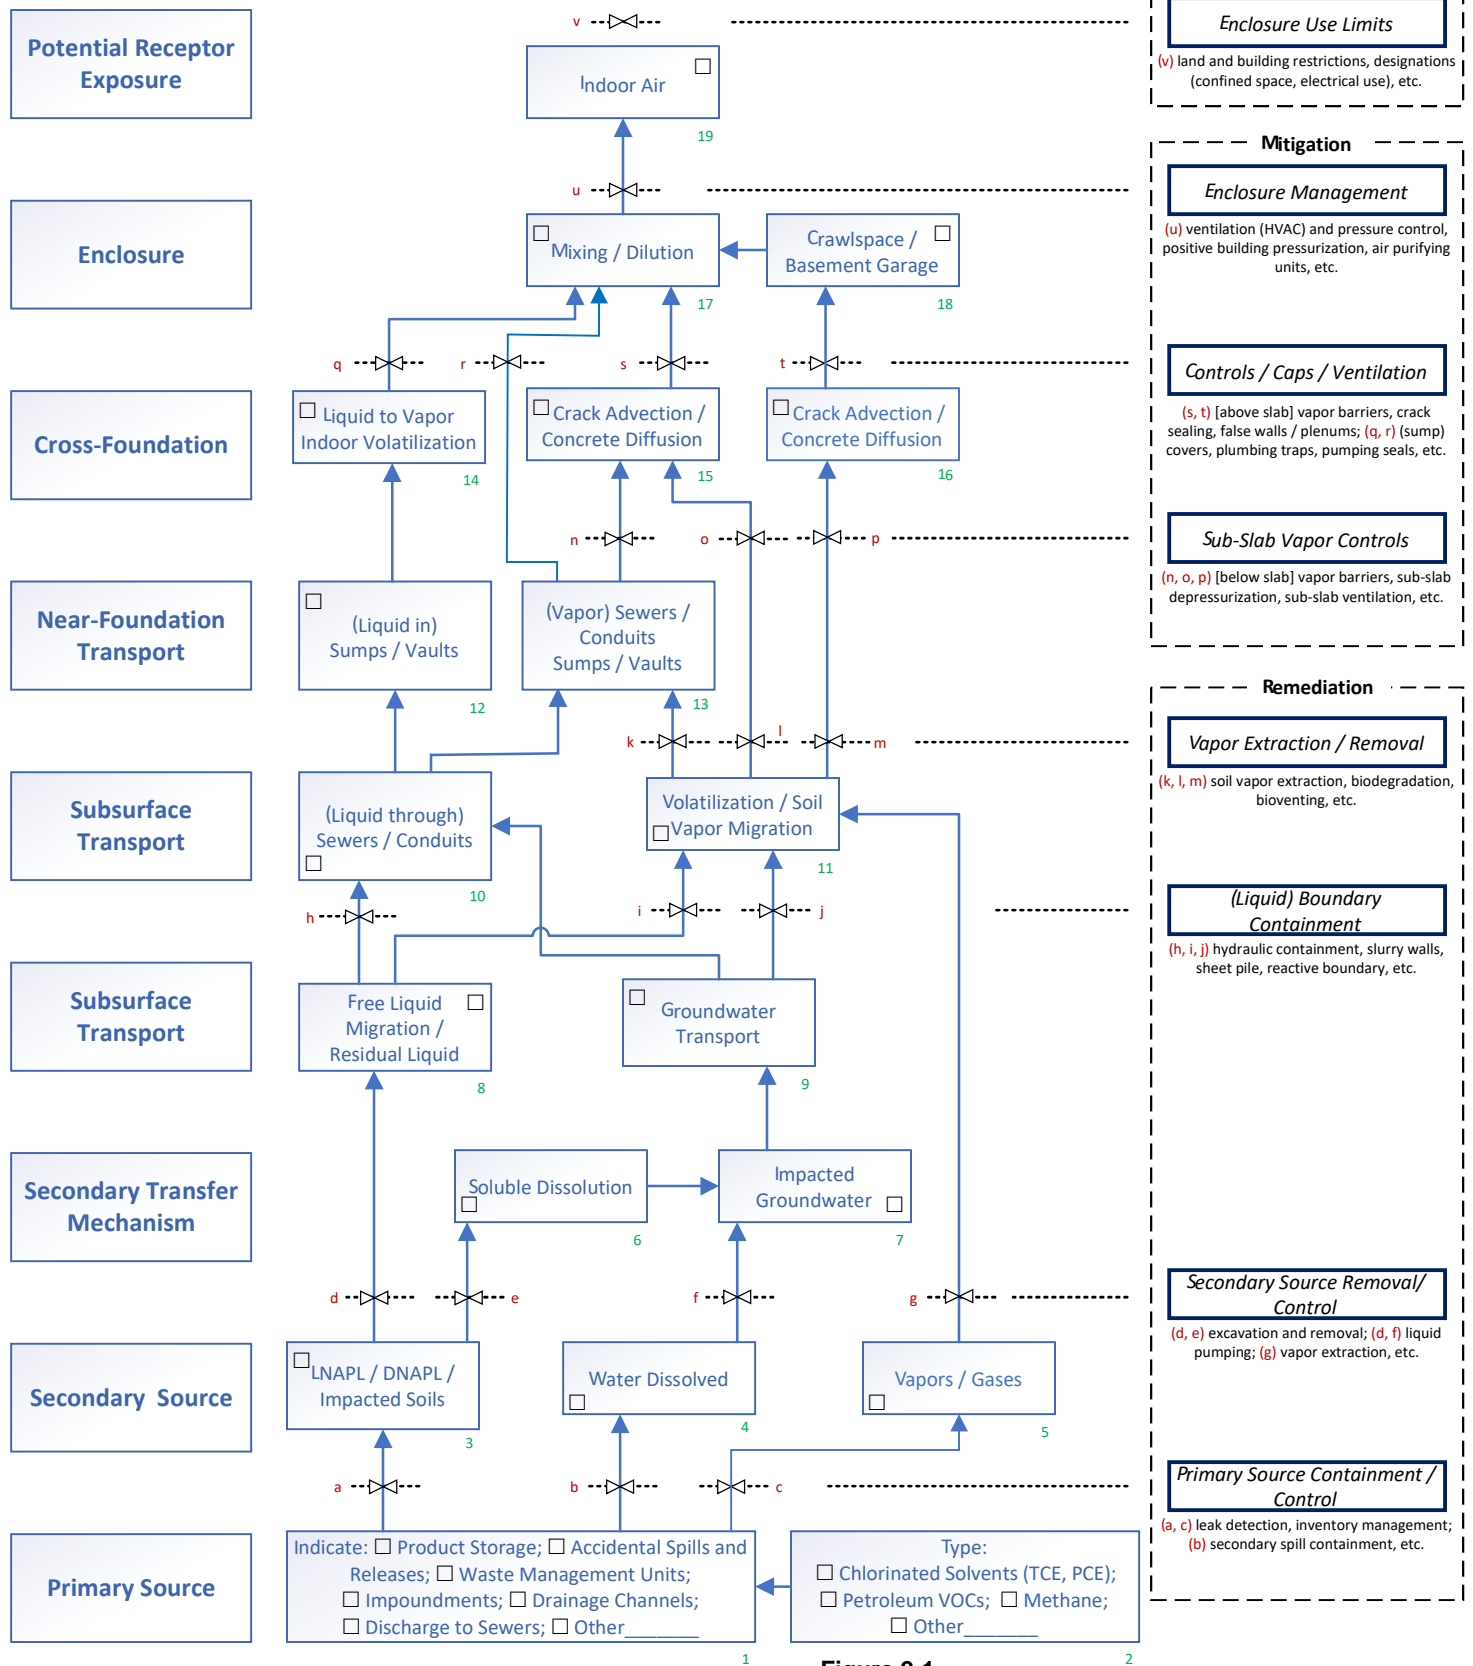 v
Enclosure Use Limits
Potential Receptor
Exposure
(v) land and building restrictions, designations
(confined space, electrical use), etc.
Indoor Air
19
Mitigation
u
Enclosure Management
(u) ventilation (HVAC) and pressure control,
positive building pressurization, air purifying
units, etc.
Enclosure
Mixing / Dilution
17
Crawlspace /
Basement Garage
18
q
r
s
t
Controls / Caps / Ventilation
(s, t) [above slab] vapor barriers, crack
sealing, false walls / plenums; (q, r) (sump)
covers, plumbing traps, pumping seals, etc.
Cross-Foundation
Liquid to Vapor
Indoor Volatilization
14
Crack Advection /
Concrete Diffusion
15
Crack Advection /
Concrete Diffusion
16
n
o
p
Sub-Slab Vapor Controls
(n, o, p) [below slab] vapor barriers, sub-slab
depressurization, sub-slab ventilation, etc.
Near-Foundation
Transport
(Liquid in)
Sumps / Vaults
12
(Vapor) Sewers /
Conduits
Sumps / Vaults
13
Remediation
k
l
m
Vapor Extraction / Removal
(k, l, m) soil vapor extraction, biodegradation,
bioventing, etc.
Subsurface
Transport
(Liquid through)
Sewers / Conduits
10
Volatilization / Soil
Vapor Migration
11
h
i
j
(Liquid) Boundary
Containment
(h, i, j) hydraulic containment, slurry walls,
sheet pile, reactive boundary, etc.
Subsurface
Transport
Free Liquid
Migration /
Residual Liquid
8
Groundwater
Transport
9
Secondary Transfer
Mechanism
Soluble Dissolution
6
Impacted
Groundwater
7
d
e
f
g
Secondary Source Removal/
Control
(d, e) excavation and removal; (d, f) liquid
pumping; (g) vapor extraction, etc.
Secondary Source
LNAPL / DNAPL /
Impacted Soils
3
Water Dissolved
4
Vapors / Gases
5
a
b
c
Primary Source Containment /
Control
(a, c) leak detection, inventory management;
(b) secondary spill containment, etc.
Primary Source
Indicate: ☐ Product Storage; ☐ Accidental Spills and
Releases; ☐ Waste Management Units;
☐ Impoundments; ☐ Drainage Channels;
☐ Discharge to Sewers; ☐ Other_______
1
Type:
☐ Chlorinated Solvents (TCE, PCE);
☐ Petroleum VOCs; ☐ Methane;
☐ Other_______
2